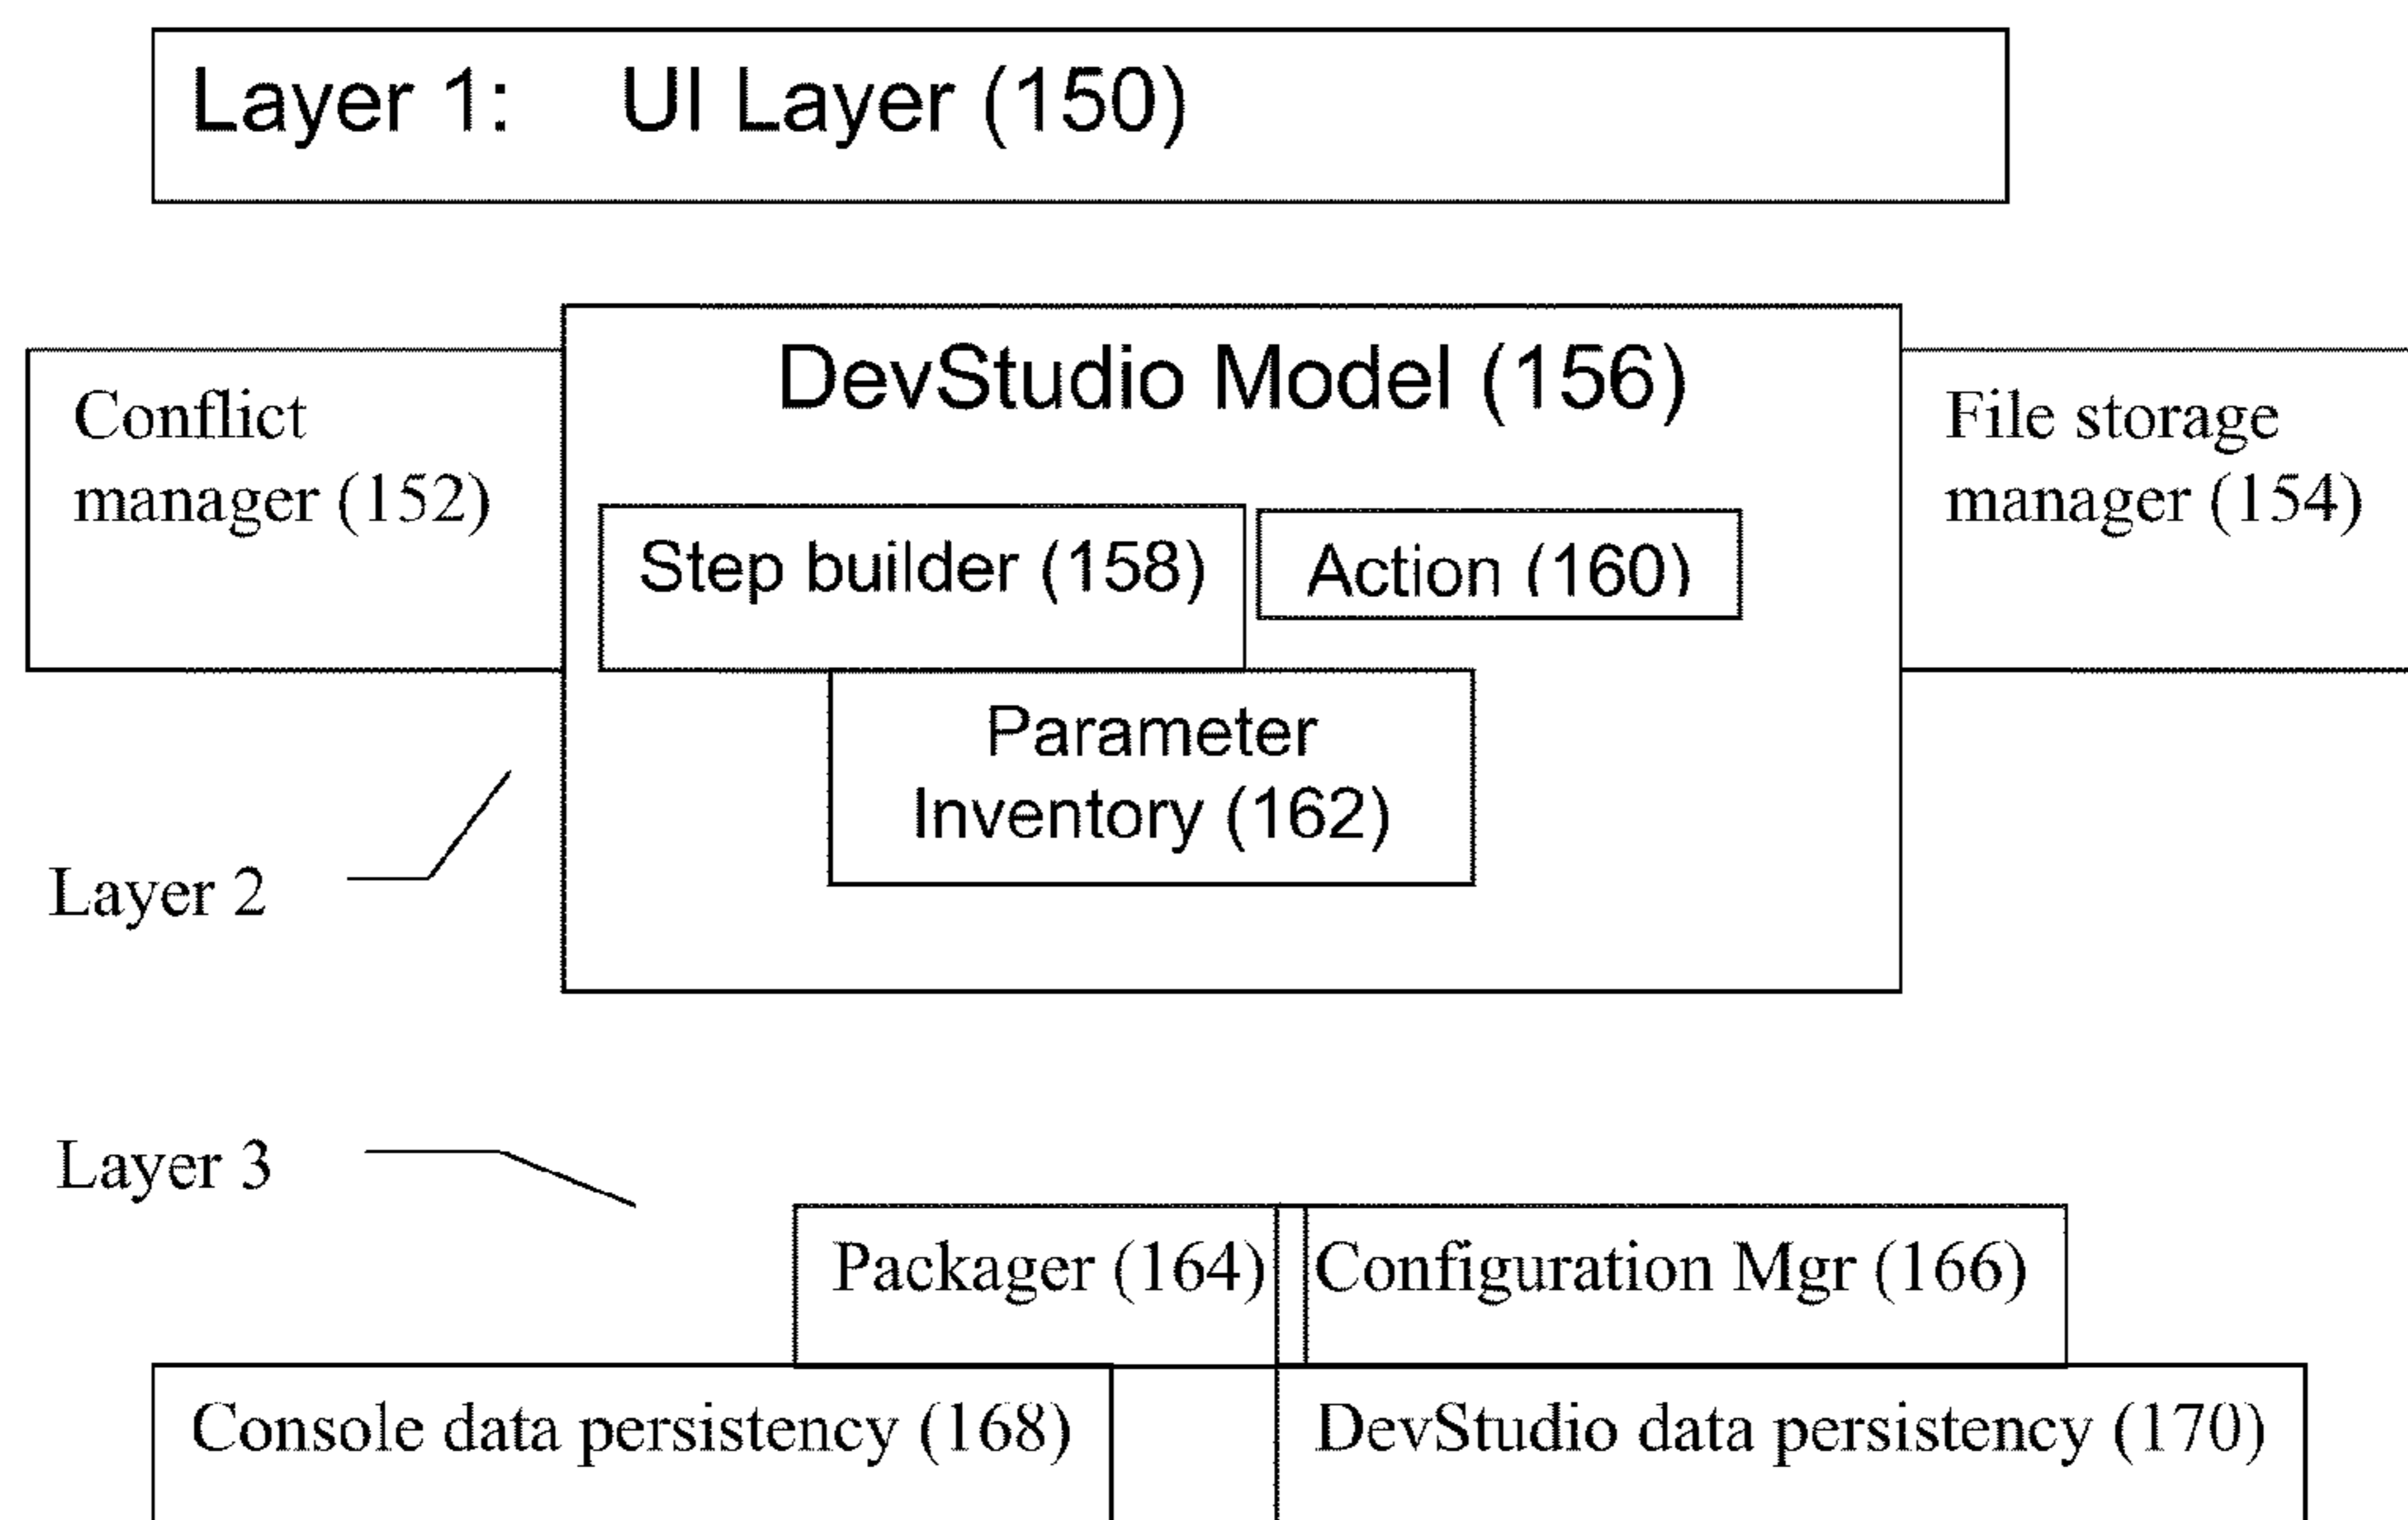 Layer 1: UI Layer (150)
DevStudio Model (156)
Conflict
manager (152)
File storage
manager (154)
Step builder (158)
Action (160)
Parameter
Inventory (162)
Layer 2
Layer 3
Packager (164)
Configuration Mgr (166)
Console data persistency (168)
DevStudio data persistency (170)